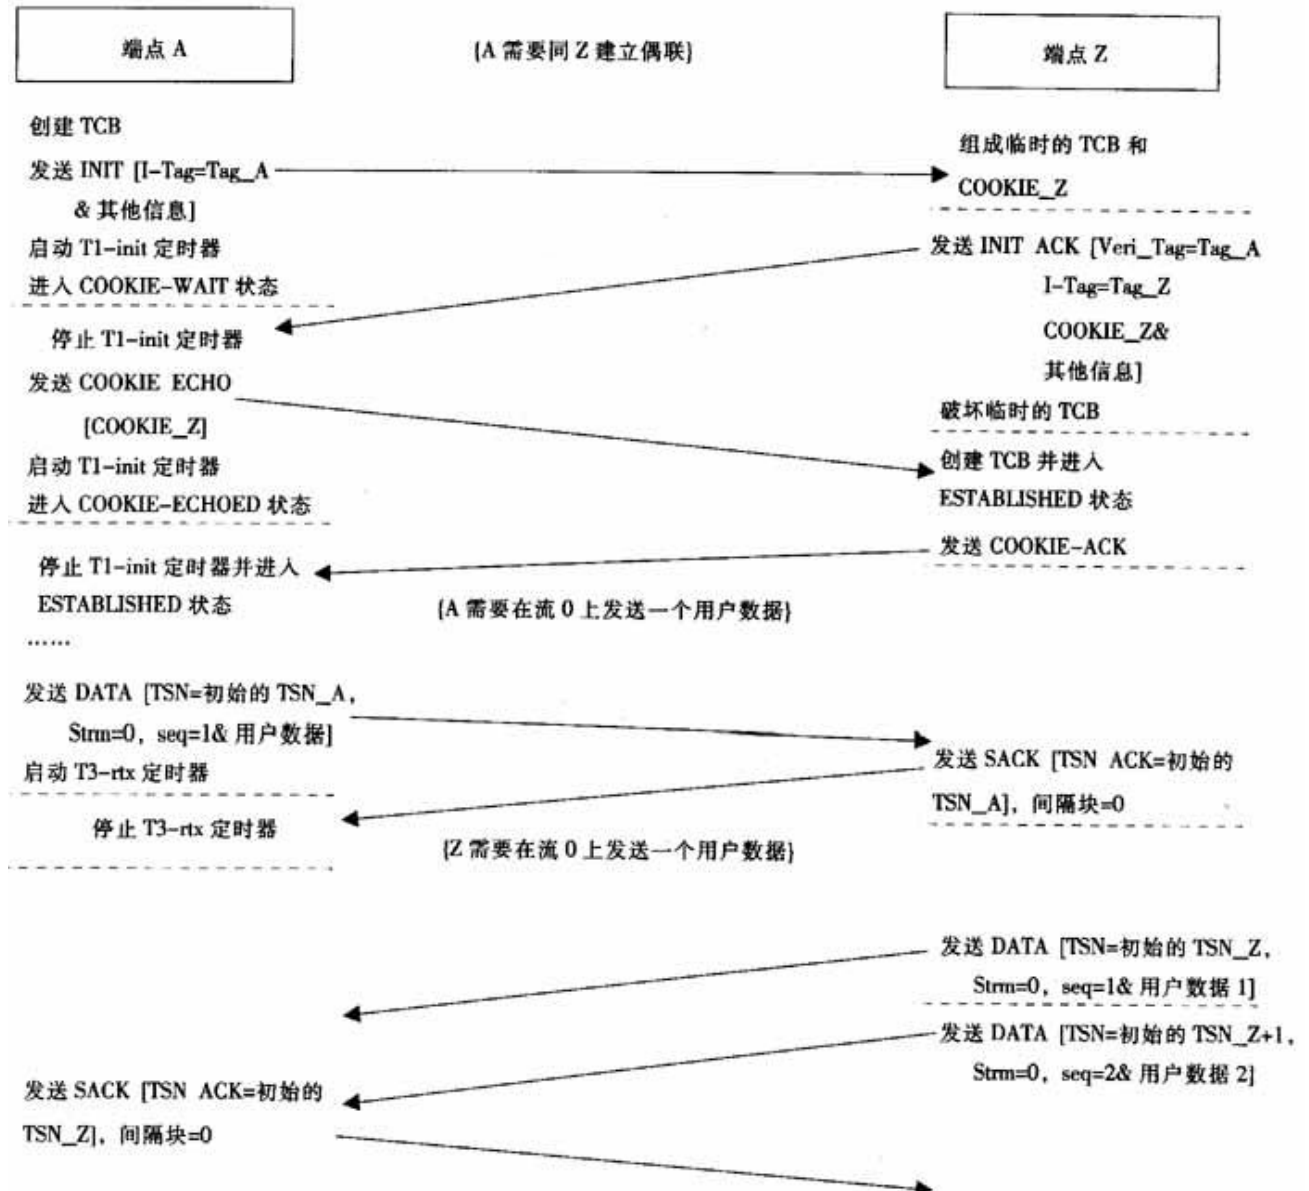 端点 A
{A 需要同 Z 建立偶联}
端点 Z
创建 TCB
发送 INIT [I-Tag=Tag_A
& 其他信息]
启动 T1-init 定时器
进入 COOKIE-WAIT 状态
组成临时的 TCB 和
COOKIE_Z
发送 INIT ACK [Veri_Tag=Tag_A
I-Tag=Tag_Z
COOKIE_Z&
其他信息]
破坏临时的 TCB
停止 T1-init 定时器
发送 COOKIE ECHO
[COOKIE_Z]
启动 T1-init 定时器
进入 COOKIE-ECHOED 状态
创建 TCB 并进入
ESTABLISHED 状态
发送 COOKIE-ACK
停止 T1-init 定时器并进入
ESTABLISHED 状态
{A 需要在流 0 上发送一个用户数据}
……
发送 DATA [TSN=初始的 TSN_A,
Strm=0, seq=1& 用户数据]
启动 T3-rtx 定时器
发送 SACK [TSN ACK=初始的
TSN_A], 间隔块=0
停止 T3-rtx 定时器
{Z 需要在流 0 上发送一个用户数据}
发送 DATA [TSN=初始的 TSN_Z,
Strm=0, seq=1& 用户数据 1]
发送 DATA [TSN=初始的 TSN_Z+1,
Strm=0, seq=2& 用户数据 2]
发送 SACK [TSN ACK=初始的
TSN_Z], 间隔块=0